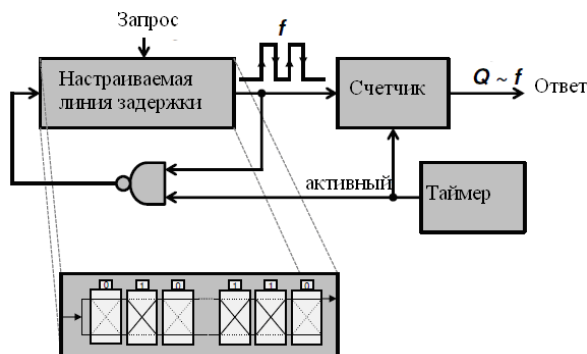 Запрос
f
Настраиваемая
линия задержки
Счетчик
Q ~ f
Ответ
активный
Таймер
0 1 0 1 1 0